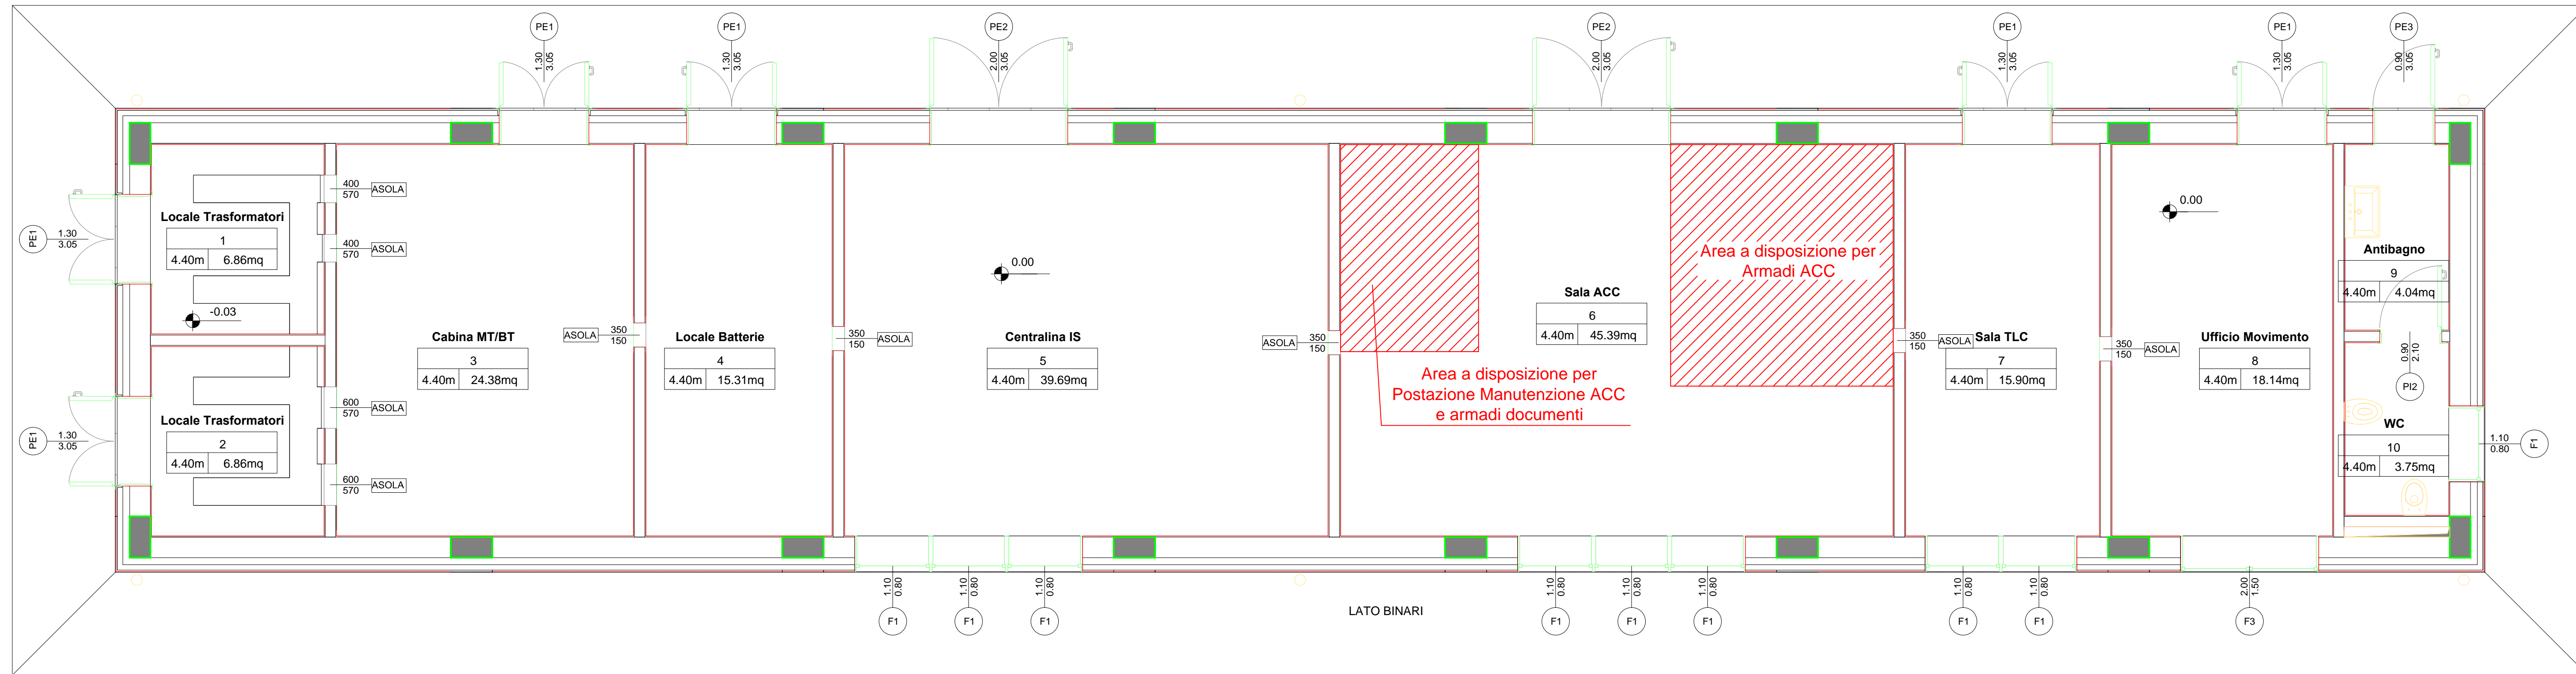 PE1
1.30
3.05
PE1
1.30
3.05
PE2
2.00
3.05
PE2
2.00
3.05
PE1
1.30
3.05
PE1
1.30
3.05
PE3
0.90
3.05
PE1
1.30
3.05
Locale Trasformatori
1
4.40m 6.86mq
-0.03
400
570
ASOLA
400
570
ASOLA
PE1
1.30
3.05
Locale Trasformatori
2
4.40m 6.86mq
600
570
ASOLA
600
570
ASOLA
Cabina MT/BT
3
4.40m 24.38mq
ASOLA
350
150
Locale Batterie
4
4.40m 15.31mq
350
150
ASOLA
0.00
Centralina IS
5
4.40m 39.69mq
ASOLA
350
150
Area a disposizione per
Postazione Manutenzione ACC
e armadi documenti
Sala ACC
6
4.40m 45.39mq
Area a disposizione per
Armadi ACC
350
150
ASOLA
Sala TLC
7
4.40m 15.90mq
350
150
ASOLA
0.00
Ufficio Movimento
8
4.40m 18.14mq
Antibagno
9
4.40m 4.04mq
0.90
2.10
PI2
WC
10
4.40m 3.75mq
1.10
0.80
F1
1.10
0.80
F1
1.10
0.80
F1
1.10
0.80
F1
LATO BINARI
1.10
0.80
F1
1.10
0.80
F1
1.10
0.80
F1
1.10
0.80
F1
1.10
0.80
F1
2.00
1.50
F3